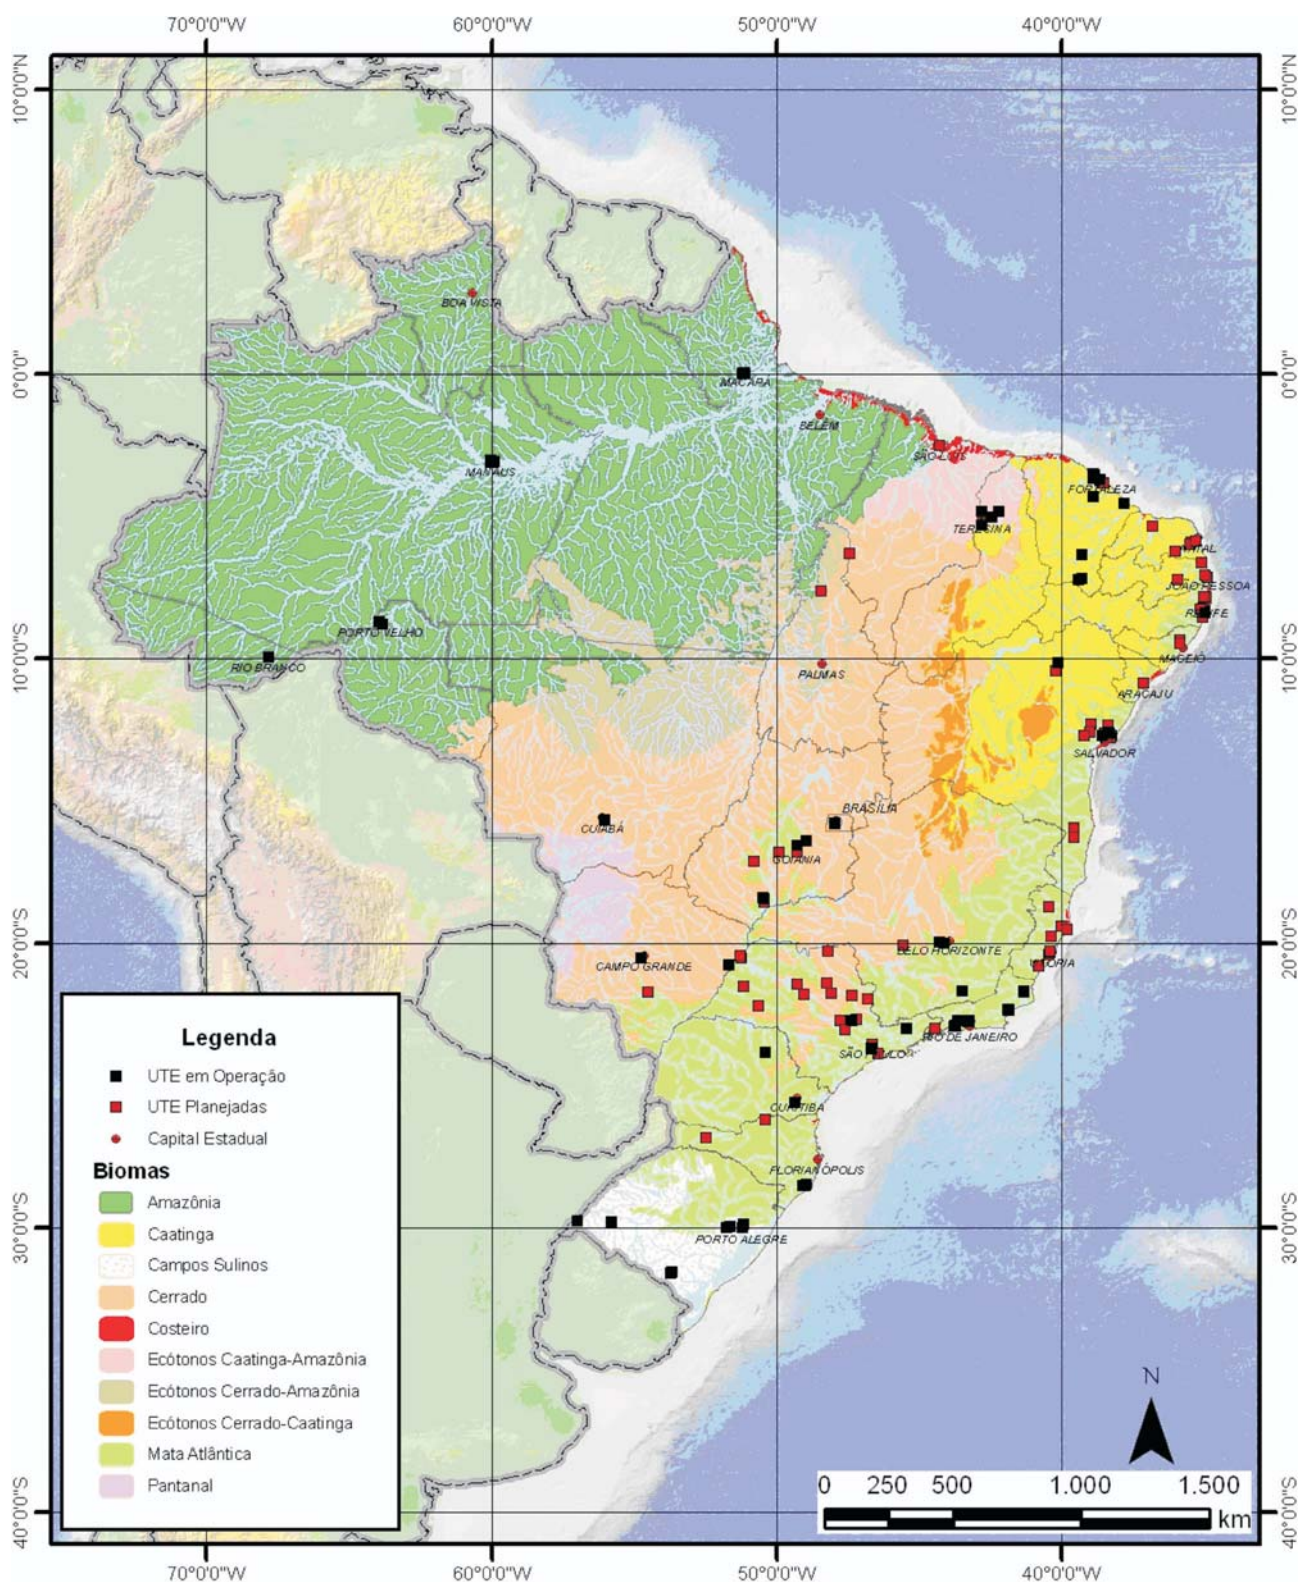 70°0'0"W 60°0'0"W 50°0'0"W 40°0'0"W
10°0'0"N 10°0'0"N
BOA VISTA
0°0'0" 0°0'0"
MACAPÁ
BELÉM
MANAUS
SÃO LUÍS
FORTALEZA
TERESINA
NATAL
JOÃO PESSOA
RECIFE
PORTO VELHO
RIO BRANCO
MACEIÓ
10°0'0"S 10°0'0"S
PALMAS
ARACAJU
SALVADOR
BRASÍLIA
CUIABÁ
GOIÂNIA
20°0'0"S 20°0'0"S
BELO HORIZONTE
CAMPO GRANDE
VITÓRIA
RIO DE JANEIRO
SÃO PAULO
CURITIBA
FLORIANÓPOLIS
30°0'0"S 30°0'0"S
PORTO ALEGRE
Legenda
UTE em Operação
UTE Planejadas
Capital Estadual
Biomas
Amazônia
Caatinga
Campos Sulinos
Cerrado
Costeiro
Ecótonos Caatinga-Amazônia
Ecótonos Cerrado-Amazônia
Ecótonos Cerrado-Caatinga
Mata Atlântica
Pantanal
N
0 250 500 1.000 1.500
km
40°0'0"S 40°0'0"S
70°0'0"W 60°0'0"W 50°0'0"W 40°0'0"W